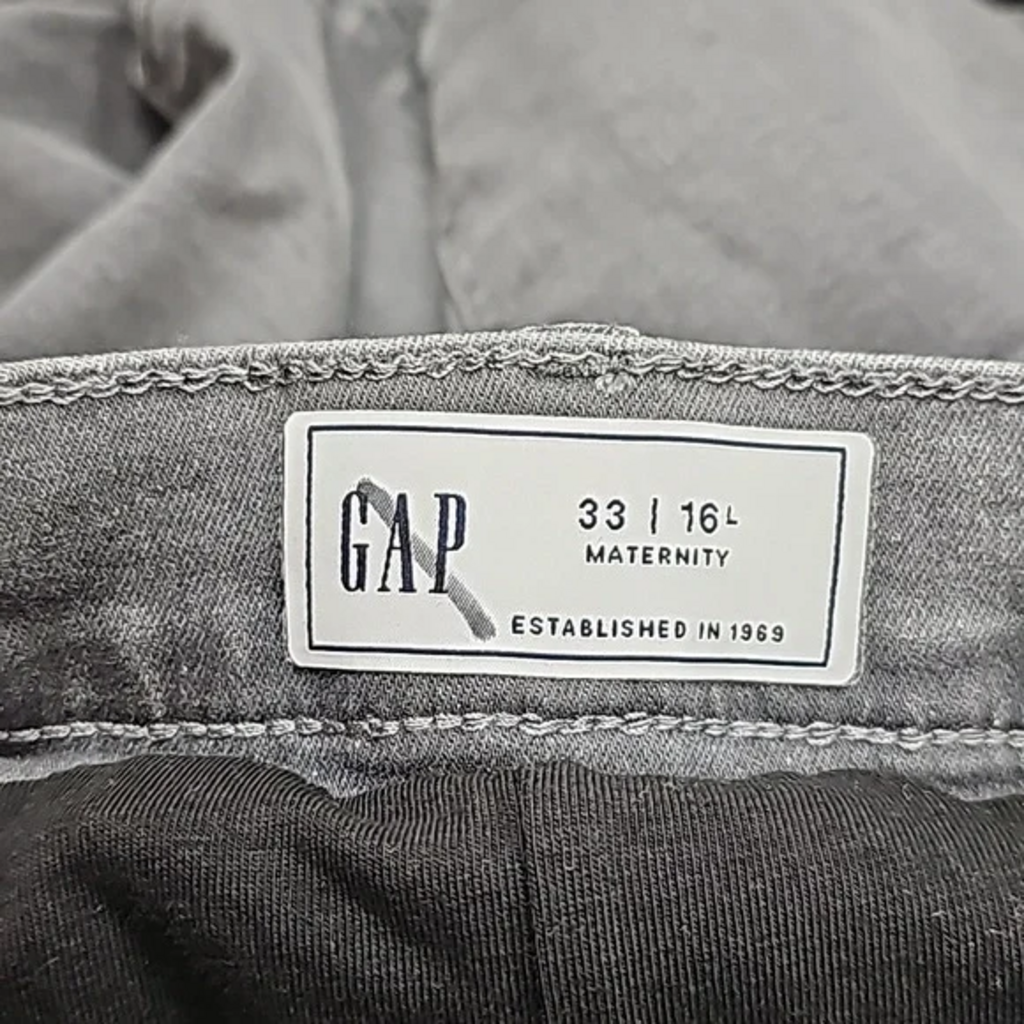 GAP
33 | 16L
MATERNITY
ESTABLISHED IN 1969